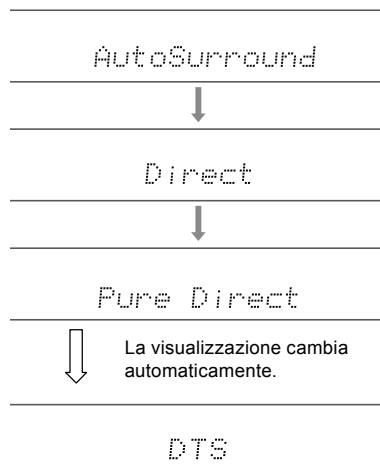 AutoSurround
Direct
Pure Direct
La visualizzazione cambia
automaticamente.
DTS